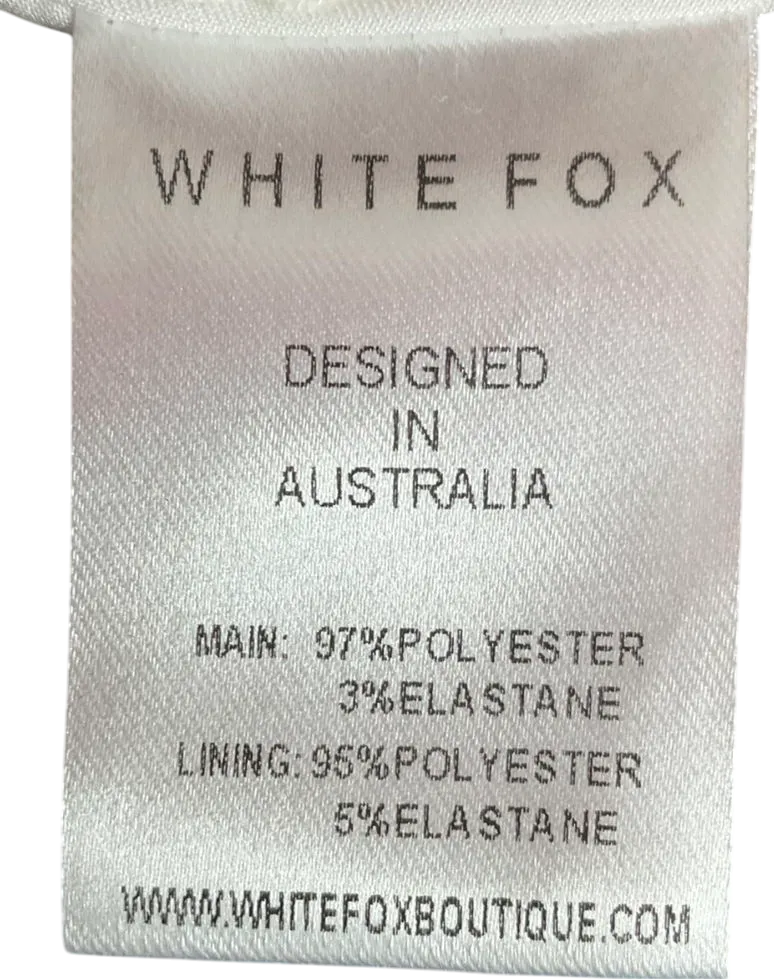 WHITE FOX
DESIGNED
IN
AUSTRALIA
MAIN: 97%POLYESTER
3%ELASTANE
LINING:95%POLYESTER
5%ELASTANE
WWW.WHITEFOXBOUTIQUE.COM